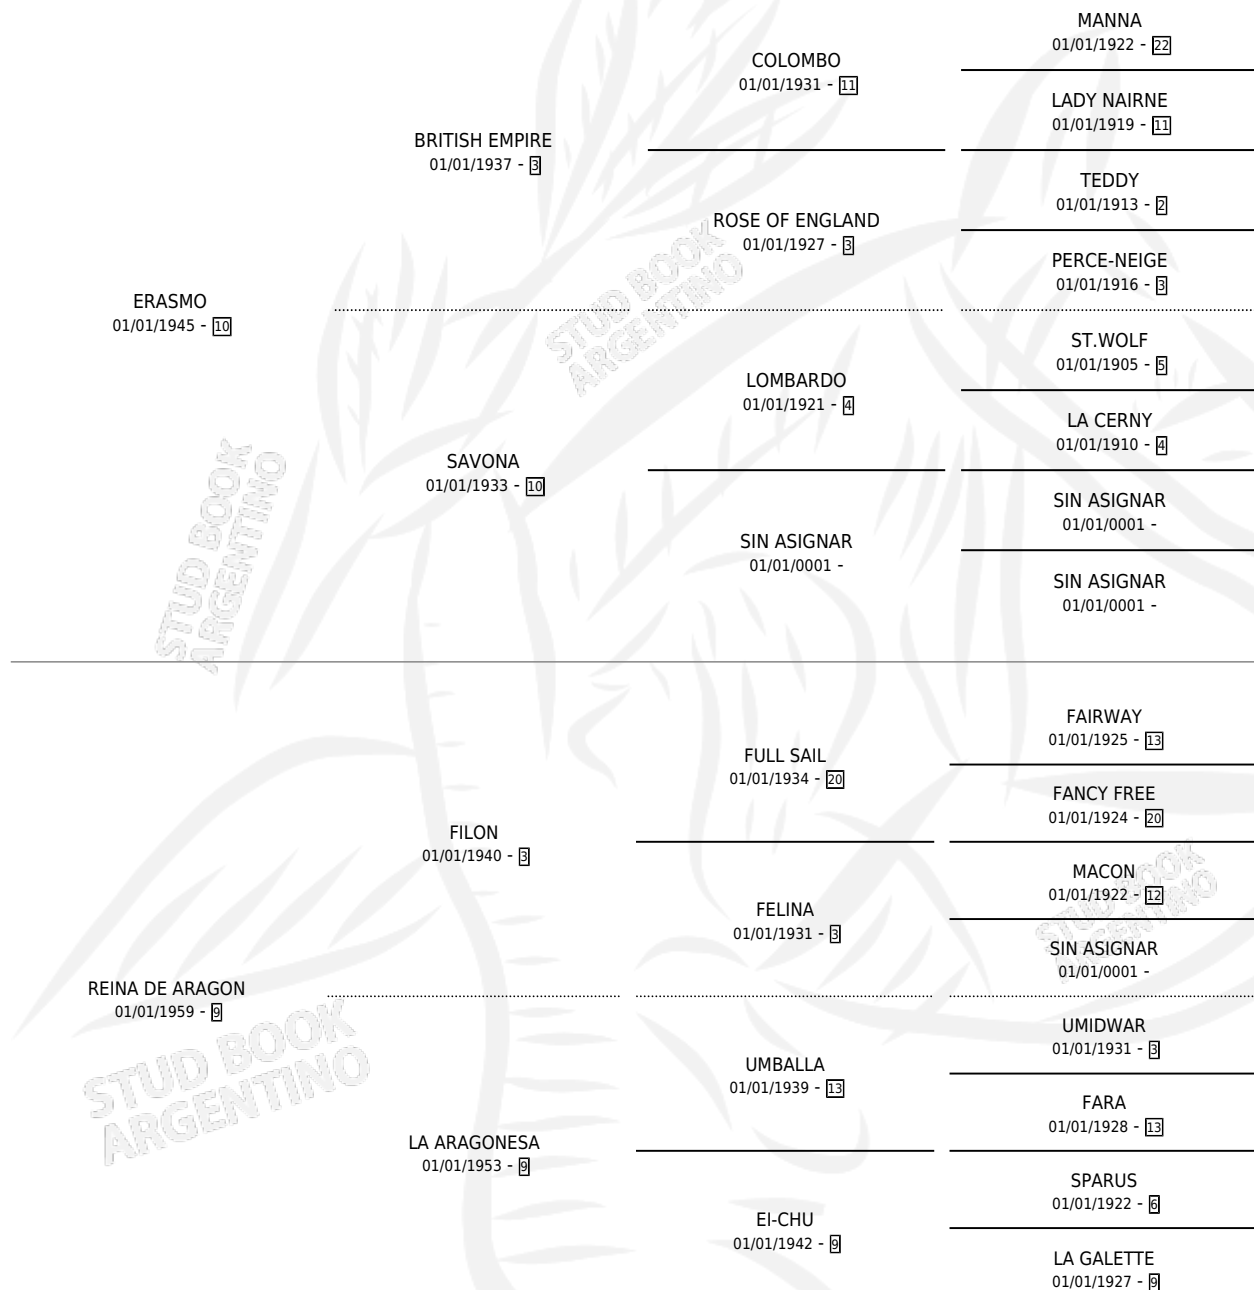 MANNA
01/01/1922 - 22
COLOMBO
01/01/1931 - 11
LADY NAIRNE
01/01/1919 - 11
BRITISH EMPIRE
01/01/1937 - 3
TEDDY
01/01/1913 - 2
ROSE OF ENGLAND
01/01/1927 - 3
PERCE-NEIGE
01/01/1916 - 3
ERASMO
01/01/1945 - 10
STUD BOOK
ARGENTINO
ST.WOLF
01/01/1905 - 5
LOMBARDO
01/01/1921 - 4
LA CERNY
01/01/1910 - 4
SAVONA
01/01/1933 - 10
STUD BOOK
ARGENTINO
SIN ASIGNAR
01/01/0001 -
SIN ASIGNAR
01/01/0001 -
SIN ASIGNAR
01/01/0001 -
FAIRWAY
01/01/1925 - 13
FULL SAIL
01/01/1934 - 20
FANCY FREE
01/01/1924 - 20
FILON
01/01/1940 - 3
MACON
01/01/1922 - 12
STUD BOOK
ARGENTINO
FELINA
01/01/1931 - 3
SIN ASIGNAR
01/01/0001 -
REINA DE ARAGON
01/01/1959 - 9
STUD BOOK
ARGENTINO
UMIDWAR
01/01/1931 - 3
UMBALLA
01/01/1939 - 13
FARA
01/01/1928 - 13
LA ARAGONESA
01/01/1953 - 9
SPARUS
01/01/1922 - 6
EI-CHU
01/01/1942 - 9
LA GALETTE
01/01/1927 - 9